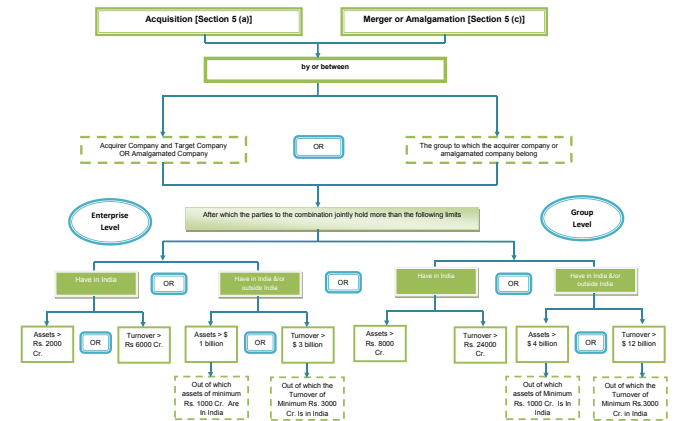 Acquisition [Section 5 (a)]
Merger or Amalgamation [Section 5 (c)]
by or between
Acquirer Company and Target Company
OR Amalgamated Company
OR
The group to which the acquirer company or
amalgamated company belong
Enterprise
Level
After which the parties to the combination jointly hold more than the following limits
Group
Level
Have in India
OR
Have in India &/or
outside India
OR
Have in India
OR
Have in India &/or
outside India
Assets >
Rs. 2000
Cr.
OR
Turnover >
Rs 6000 Cr.
Assets > $
1 billion
OR
Turnover >
$ 3 billion
Assets >
Rs. 8000
Cr.
Turnover >
Rs. 24000
Cr.
Assets >
$ 4 billion
OR
Turnover >
$ 12 billion
Out of which
assets of minimum
Rs. 1000 Cr. Are
In India
Out of which the
Turnover of
Minimum Rs. 3000
Cr. Is in India
Out of which
assets of Minimum
Rs. 1000 Cr. Is In
India
Out of which the
Turnover of
Minimum Rs.3000
Cr. in India